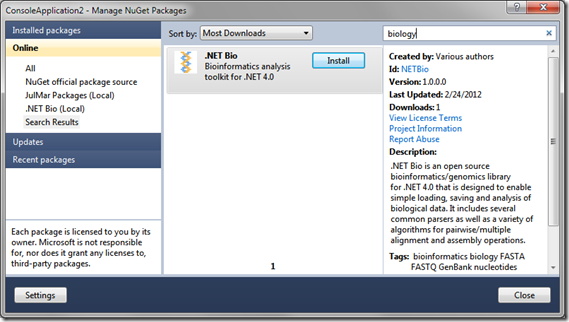 ConsoleApplication2 - Manage NuGet Packages
Installed packages
Online
All
NuGet official package source
JulMar Packages (Local)
.NET Bio (Local)
Search Results
Updates
Recent packages
Each package is licensed to you by its
owner. Microsoft is not responsible
for, nor does it grant any licenses to,
third-party packages.
Settings
Sort by: Most Downloads
.NET Bio
Bioinformatics analysis
toolkit for .NET 4.0
Install
1
biology
Created by: Various authors
Id: NETBio
Version: 1.0.0.0
Last Updated: 2/24/2012
Downloads: 1
View License Terms
Project Information
Report Abuse
Description:
.NET Bio is an open source
bioinformatics/genomics library
for .NET 4.0 that is designed to enable
simple loading, saving and analysis of
biological data. It includes several
common parsers as well as a variety of
algorithms for pairwise/multiple
alignment and assembly operations.
Tags: bioinformatics biology FASTA
FASTQ GenBank nucleotides
Close